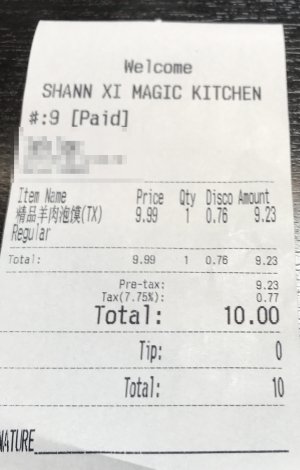 Welcome
SHANN XI MAGIC KITCHEN
#:9 [Paid]
Item Name Price Qty Disco Amount
精品羊肉泡馍(TX) 9.99 1 0.76 9.23
Regular
Total: 9.99 1 0.76 9.23
Pre-tax: 9.23
Tax(7.75%): 0.77
Total: 10.00
Tip: 0
Total: 10
NATURE